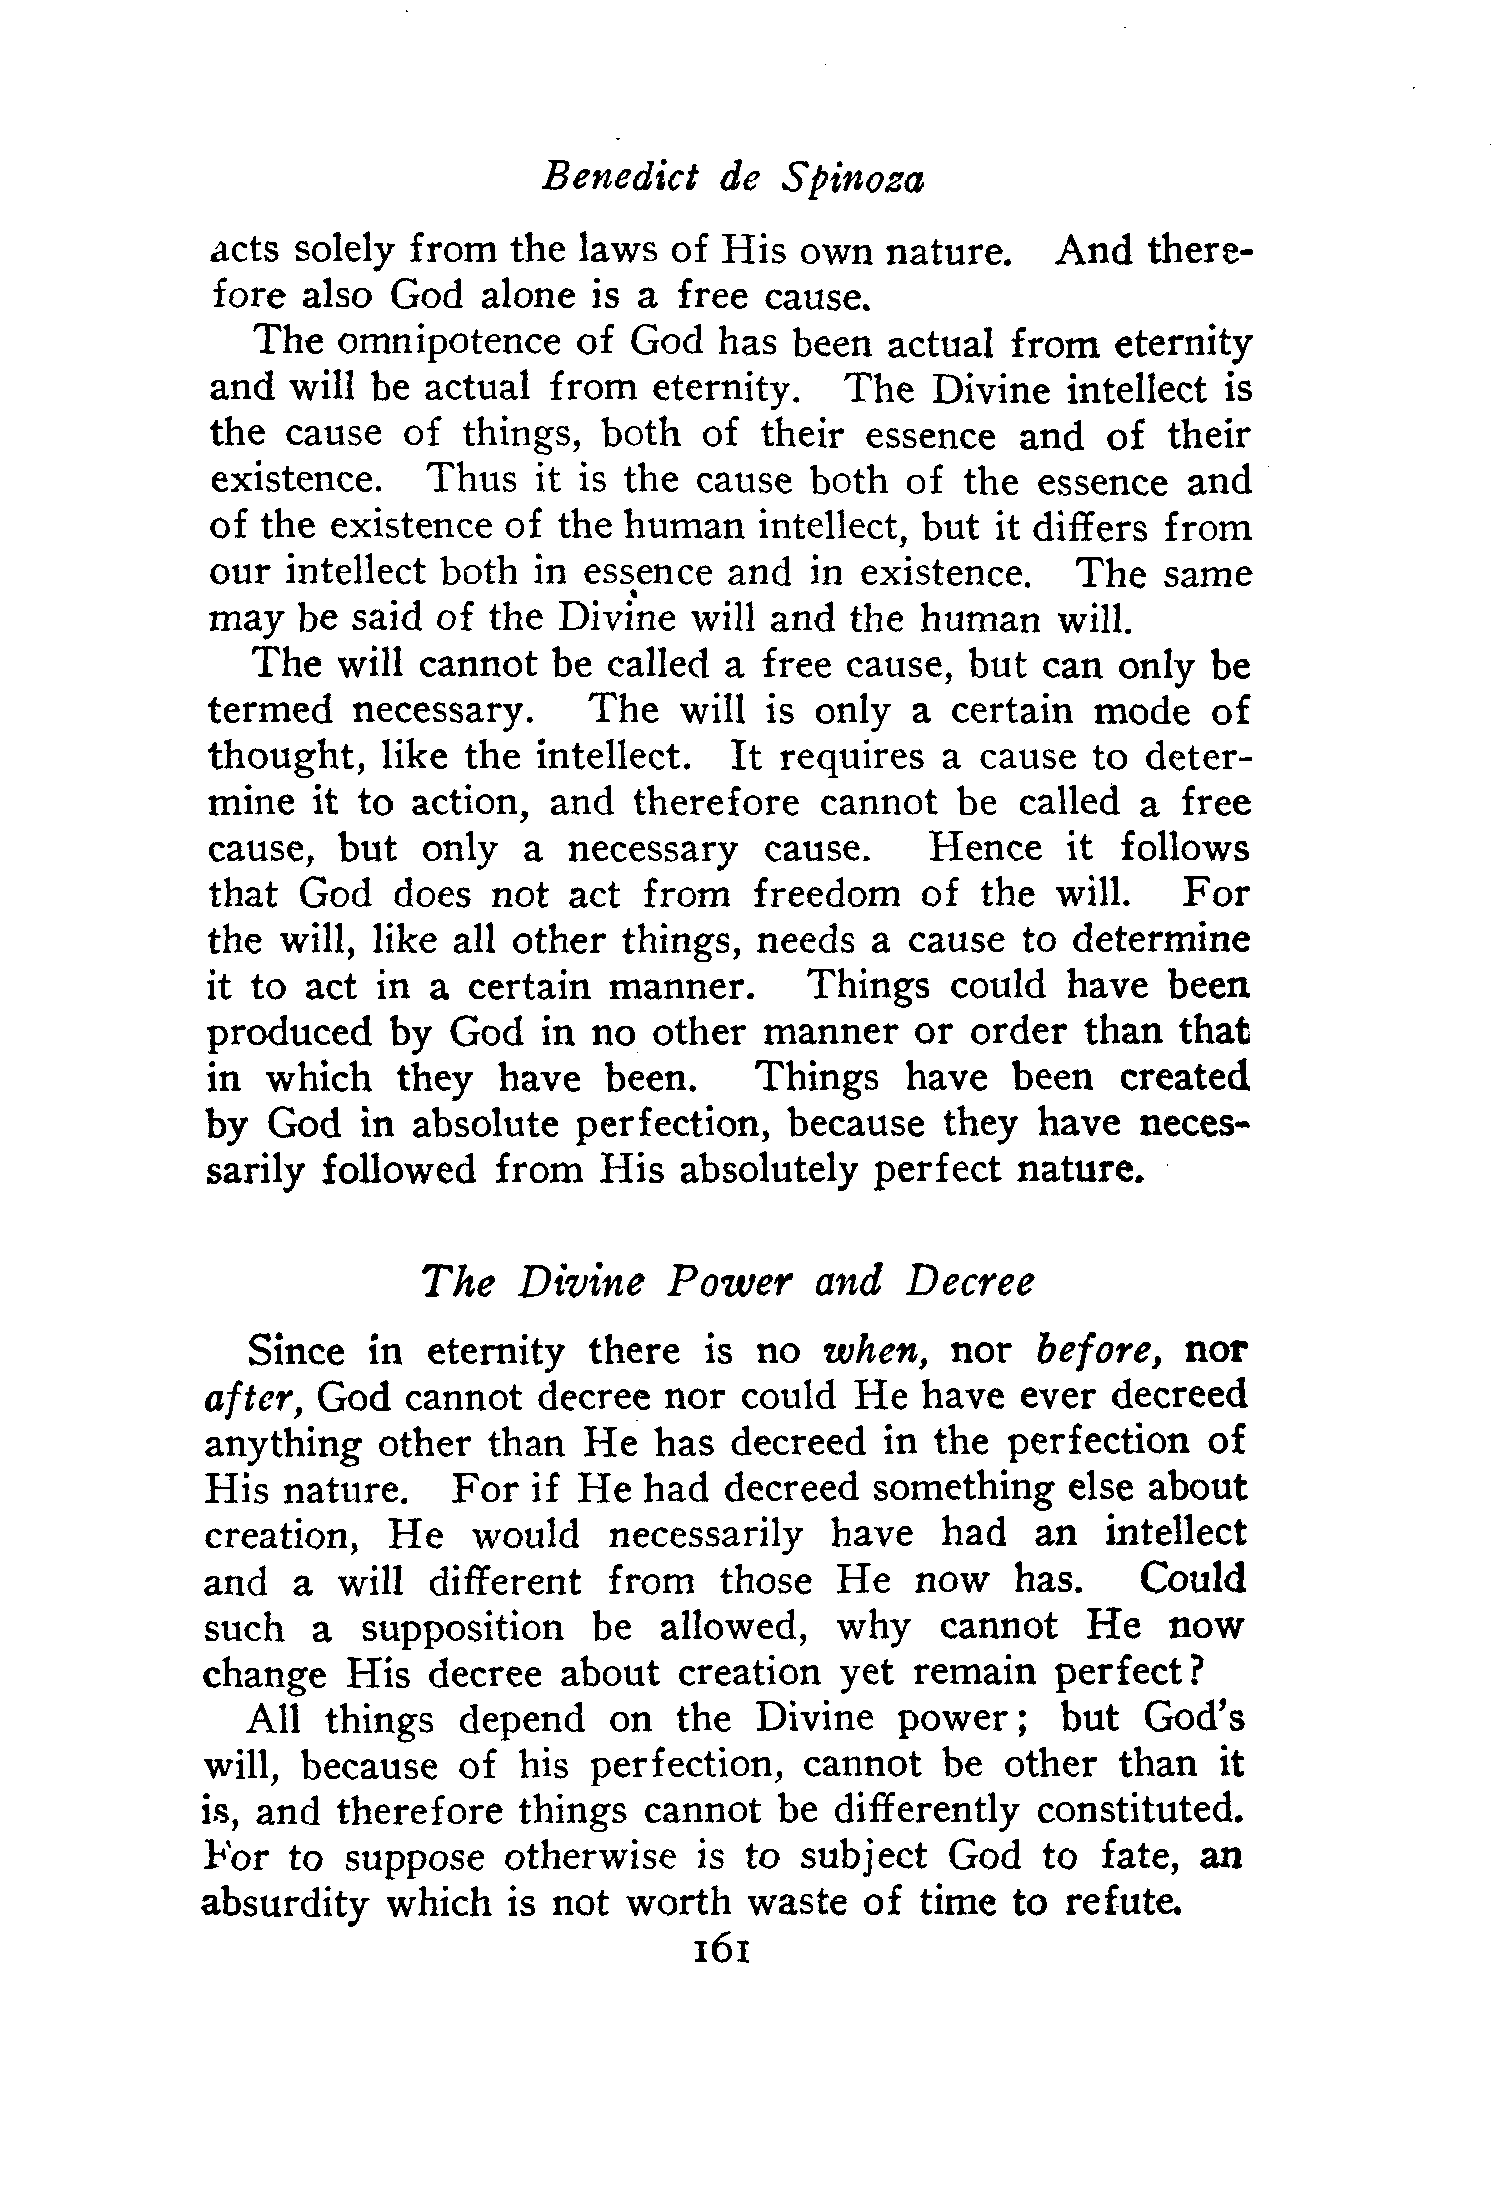 Benedict de Spinoza
acts solely from the laws of His own nature. And there-
fore also God alone is a free cause.
The omnipotence of God has been actual from eternity
and will be actual from eternity. The Divine intellect is
the cause of things, both of their essence and of their
existence. Thus it is the cause both of the essence and
of the existence of the human intellect, but it differs from
our intellect both in essence and in existence. The same
may be said of the Divine will and the human will.
The will cannot be called a free cause, but can only be
termed necessary. The will is only a certain mode of
thought, like the intellect. It requires a cause to deter-
mine it to action, and therefore cannot be called a free
cause, but only a necessary cause. Hence it follows
that God does not act from freedom of the will. For
the will, like all other things, needs a cause to determine
it to act in a certain manner. Things could have been
produced by God in no other manner or order than that
in which they have been. Things have been created
by God in absolute perfection, because they have neces-
sarily followed from His absolutely perfect nature.
The Divine Power and Decree
Since in eternity there is no when, nor before, nor
after, God cannot decree nor could He have ever decreed
anything other than He has decreed in the perfection of
His nature. For if He had decreed something else about
creation, He would necessarily have had an intellect
and a will different from those He now has. Could
such a supposition be allowed, why cannot He now
change His decree about creation yet remain perfect?
All things depend on the Divine power; but God's
will, because of his perfection, cannot be other than it
is, and therefore things cannot be differently constituted.
For to suppose otherwise is to subject God to fate, an
absurdity which is not worth waste of time to refute.
161